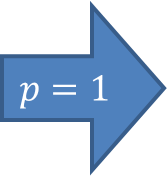 p = 1